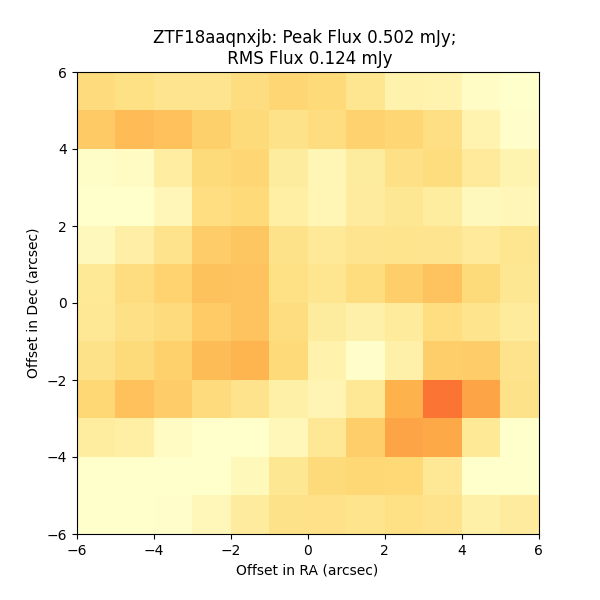 ZTF18aaqnxjb: Peak Flux 0.502 mJy;
RMS Flux 0.124 mJy
6
4
2
0
−2
−4
−6
Offset in Dec (arcsec)
−6 −4 −2 0 2 4 6
Offset in RA (arcsec)